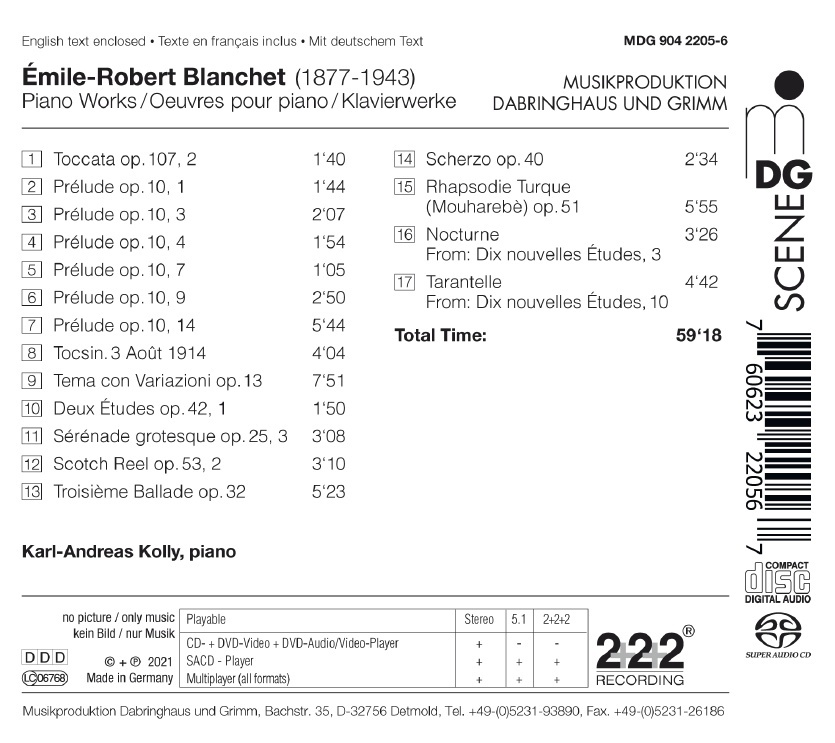 English text enclosed • Texte en français inclus • Mit deutschem Text
MDG 904 2205-6
Émile-Robert Blanchet (1877-1943)
Piano Works/Oeuvres pour piano/Klavierwerke
MUSIKPRODUKTION
DABRINGHAUS UND GRIMM
1 Toccata op. 107, 2 1‘40
2 Prélude op. 10, 1 1‘44
3 Prélude op. 10, 3 2‘07
4 Prélude op. 10, 4 1‘54
5 Prélude op. 10, 7 1‘05
6 Prélude op. 10, 9 2‘50
7 Prélude op. 10, 14 5‘44
8 Tocsin. 3 Août 1914 4‘04
9 Tema con Variazioni op. 13 7‘51
10 Deux Études op. 42, 1 1‘50
11 Sérénade grotesque op. 25, 3 3‘08
12 Scotch Reel op. 53, 2 3‘10
13 Troisième Ballade op. 32 5‘23
14 Scherzo op. 40 2‘34
15 Rhapsodie Turque
(Mouharebè) op. 51 5‘55
16 Nocturne 3‘26
From: Dix nouvelles Études, 3
17 Tarantelle 4‘42
From: Dix nouvelles Études, 10
Total Time: 59‘18
Karl-Andreas Kolly, piano
MDG
SCENE
7 60623 22056 7
COMPACT
disc
DIGITAL AUDIO
SUPER AUDIO CD
no picture / only music
kein Bild / nur Musik
DDD
LC 06768
© + ℗ 2021
Made in Germany
Playable Stereo 5.1 2+2+2
CD- + DVD-Video + DVD-Audio/Video-Player + - -
SACD - Player + + +
Multiplayer (all formats) + + +
2+2+2®
RECORDING
Musikproduktion Dabringhaus und Grimm, Bachstr. 35, D-32756 Detmold, Tel. +49-(0)5231-93890, Fax. +49-(0)5231-26186